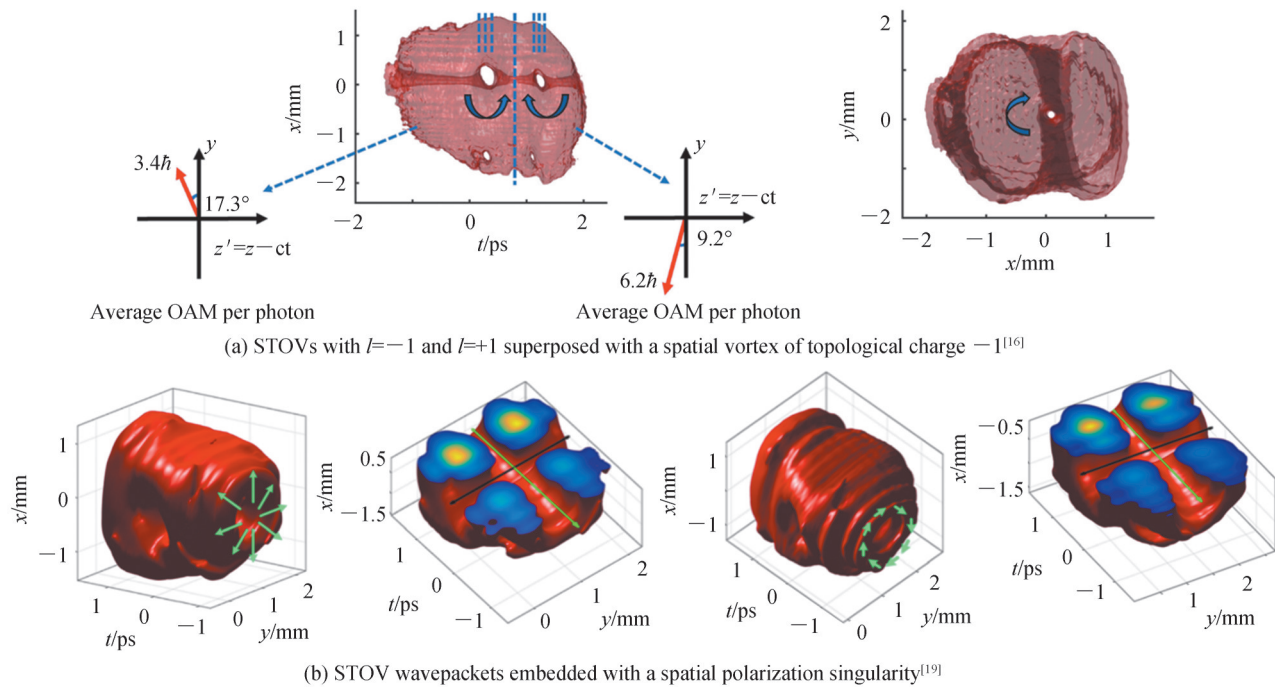 1
0
−1
−2
x/mm
−2
0
2
t/ps
y
3.4ħ
17.3°
z′=z−ct
Average OAM per photon
y
z′=z−ct
9.2°
6.2ħ
Average OAM per photon
2
0
−2
y/mm
−2
−1
0
1
x/mm
(a) STOVs with l=−1 and l=+1 superposed with a spatial vortex of topological charge −1[16]
1
0
−1
x/mm
1
0
−1
t/ps
0
1
2
y/mm
0.5
−1.5
x/mm
1
0
−1
t/ps
0
1
2
y/mm
1
−1
x/mm
1
0
−1
t/ps
0
1
2
y/mm
−0.5
−1.5
x/mm
1
0
−1
t/ps
1
2
y/mm
(b) STOV wavepackets embedded with a spatial polarization singularity[19]